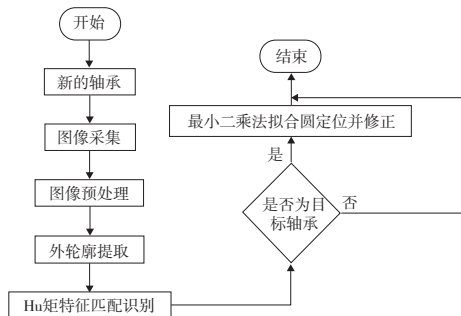 开始
新的轴承
图像采集
图像预处理
外轮廓提取
Hu矩特征匹配识别
是否为目
标轴承
是
否
最小二乘法拟合圆定位并修正
结束